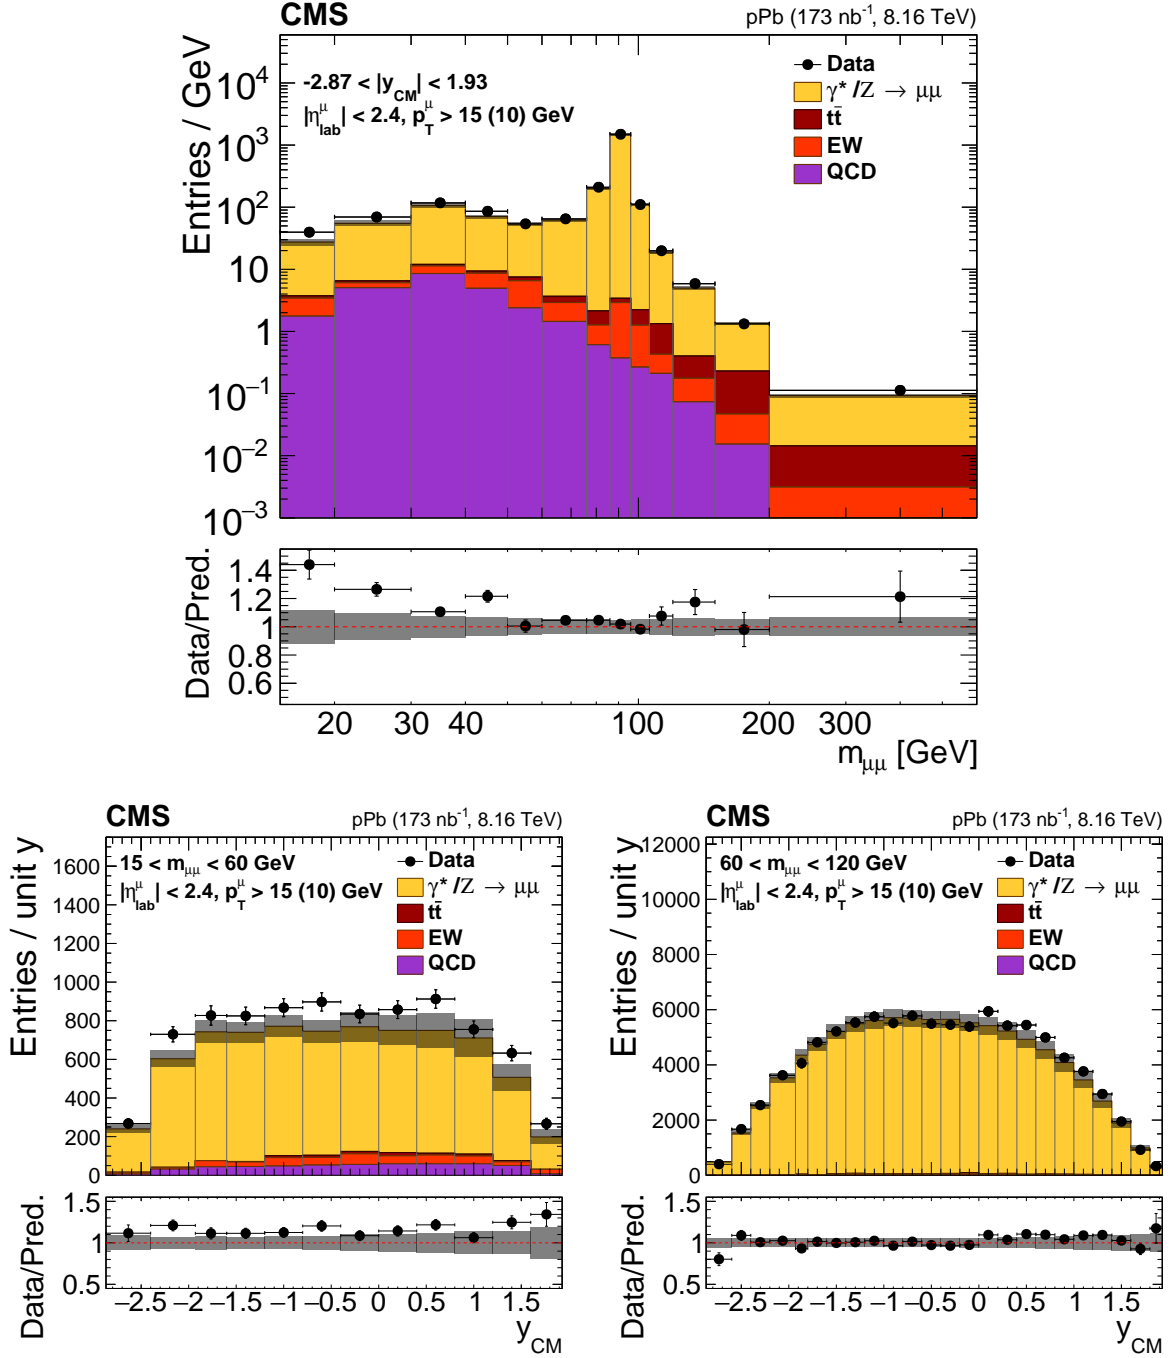 CMS pPb (173 nb⁻¹, 8.16 TeV)
Entries / GeV
-2.87 < |y_CM| < 1.93
|η^μ_lab| < 2.4, p_T^μ > 15 (10) GeV
Data
γ* /Z → μμ
tt̄
EW
QCD
10⁴
10³
10²
10
1
10⁻¹
10⁻²
10⁻³
Data/Pred.
1.4
1.2
1
0.8
0.6
20 30 40 100 200 300
m_μμ [GeV]
CMS pPb (173 nb⁻¹, 8.16 TeV)
Entries / unit y
15 < m_μμ < 60 GeV
|η^μ_lab| < 2.4, p_T^μ > 15 (10) GeV
Data
γ* /Z → μμ
tt̄
EW
QCD
1600
1400
1200
1000
800
600
400
200
0
Data/Pred.
1.5
1
0.5
−2.5 −2 −1.5 −1 −0.5 0 0.5 1 1.5
y_CM
CMS pPb (173 nb⁻¹, 8.16 TeV)
Entries / unit y
60 < m_μμ < 120 GeV
|η^μ_lab| < 2.4, p_T^μ > 15 (10) GeV
Data
γ* /Z → μμ
tt̄
EW
QCD
12000
10000
8000
6000
4000
2000
0
Data/Pred.
1.5
1
0.5
−2.5 −2 −1.5 −1 −0.5 0 0.5 1 1.5
y_CM